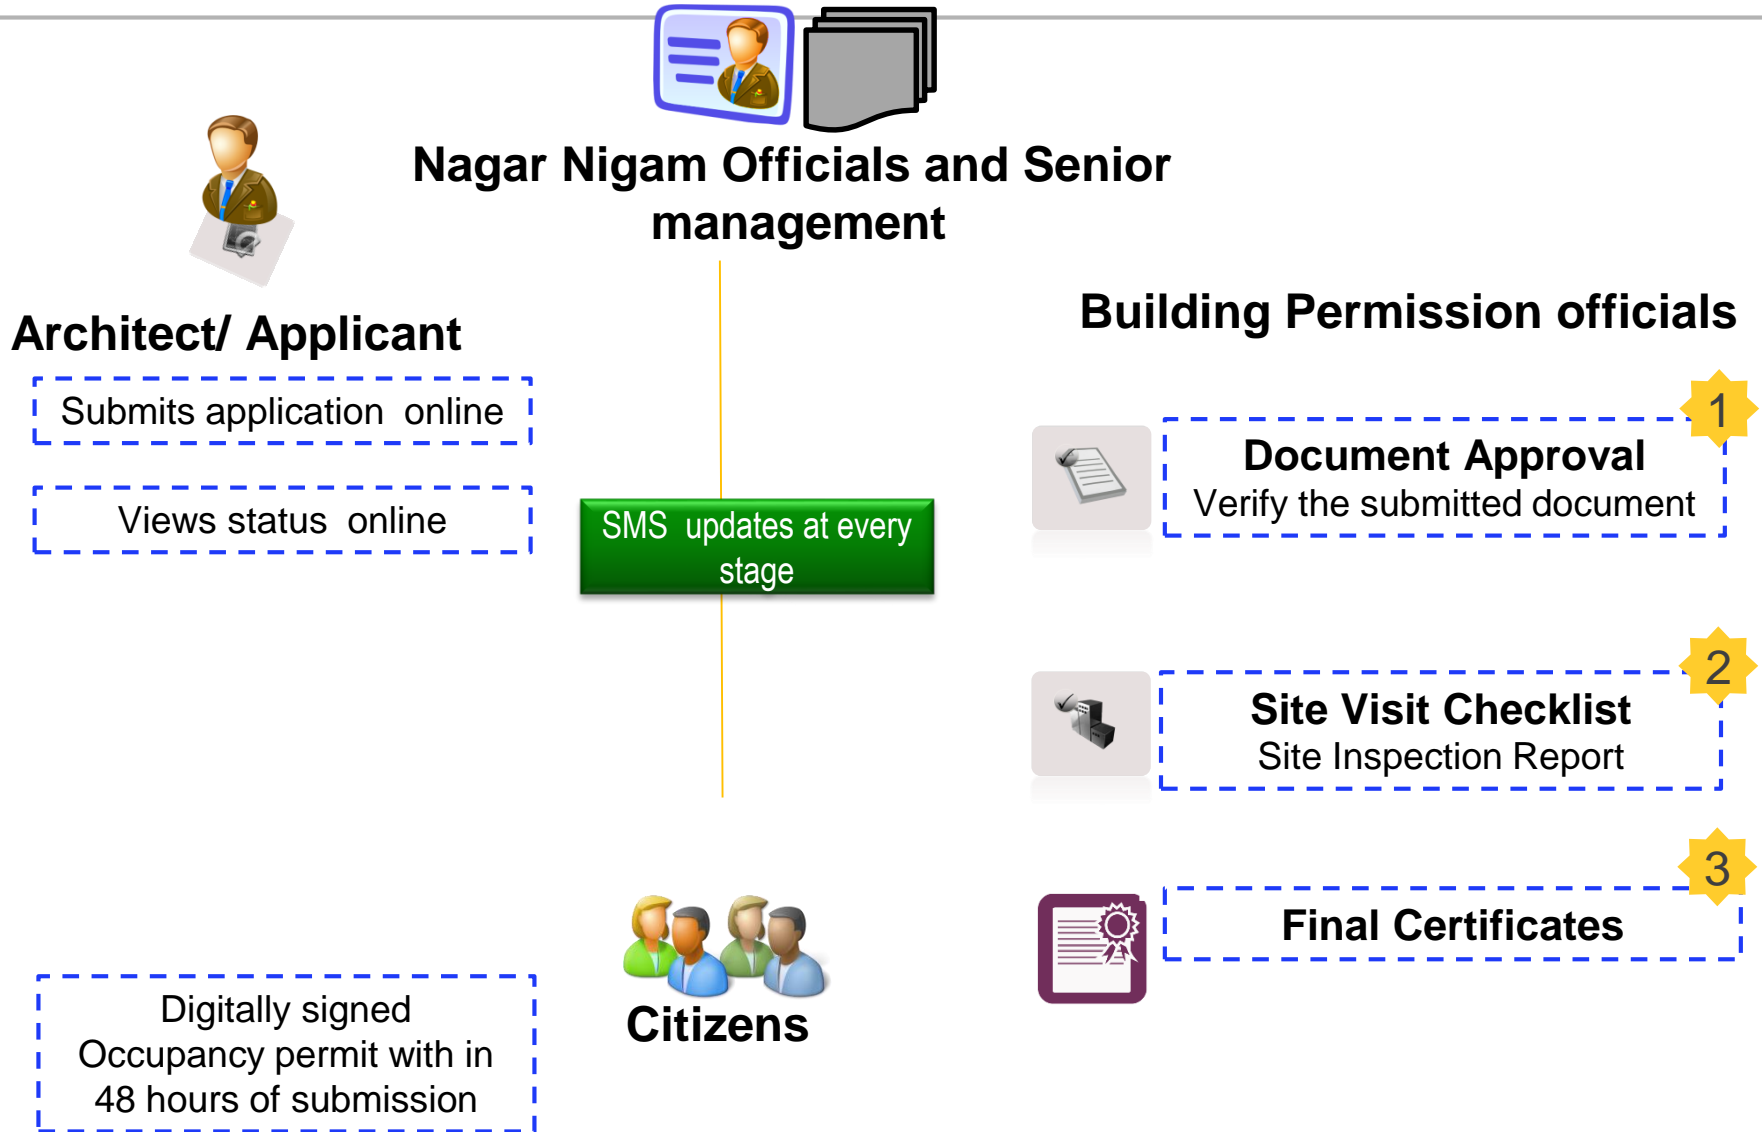 Nagar Nigam Officials and Senior
management
Architect/ Applicant
Submits application online
Views status online
SMS updates at every
stage
Building Permission officials
1
Document Approval
Verify the submitted document
2
Site Visit Checklist
Site Inspection Report
3
Final Certificates
Citizens
Digitally signed
Occupancy permit with in
48 hours of submission